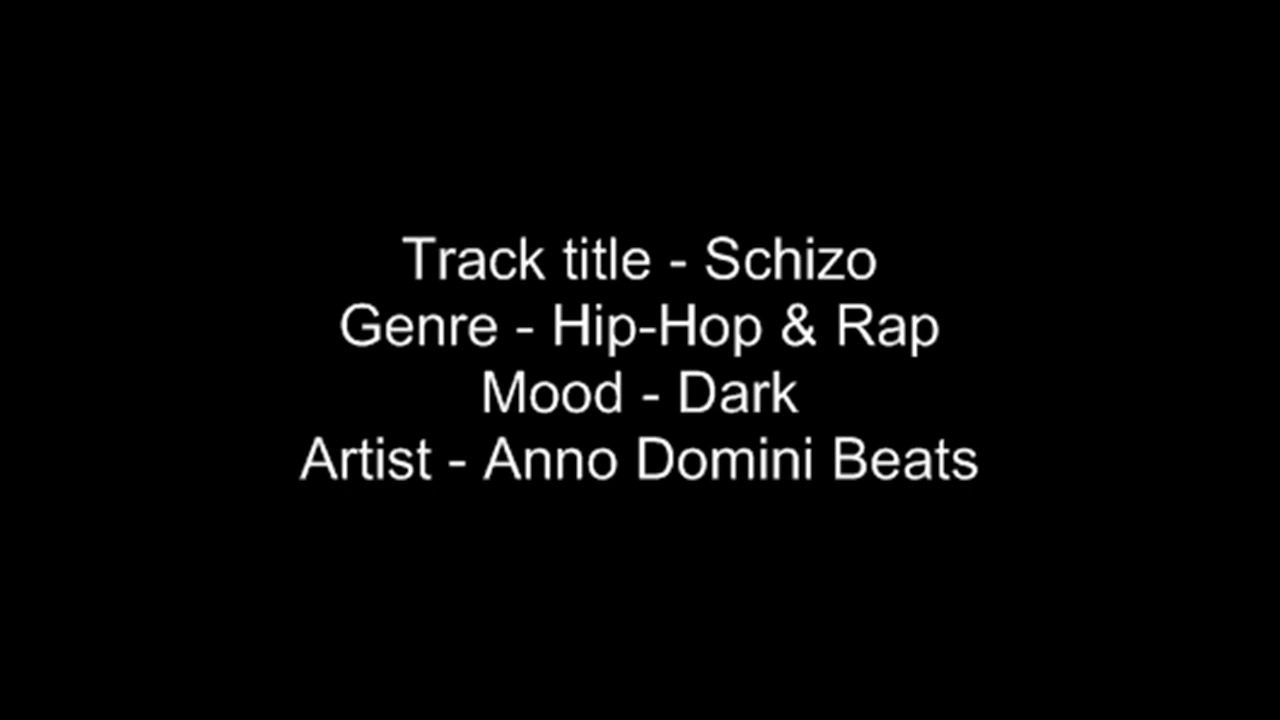 Track title - Schizo
Genre - Hip-Hop & Rap
Mood - Dark
Artist - Anno Domini Beats